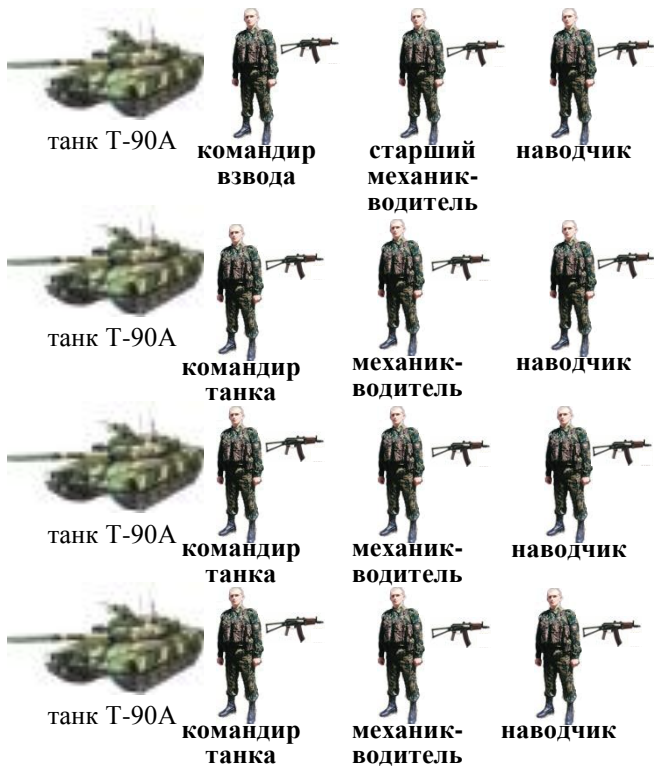 танк Т-90А
командир
взвода
старший
механик-
водитель
наводчик
танк Т-90А
командир
танка
механик-
водитель
наводчик
танк Т-90А
командир
танка
механик-
водитель
наводчик
танк Т-90А
командир
танка
механик-
водитель
наводчик